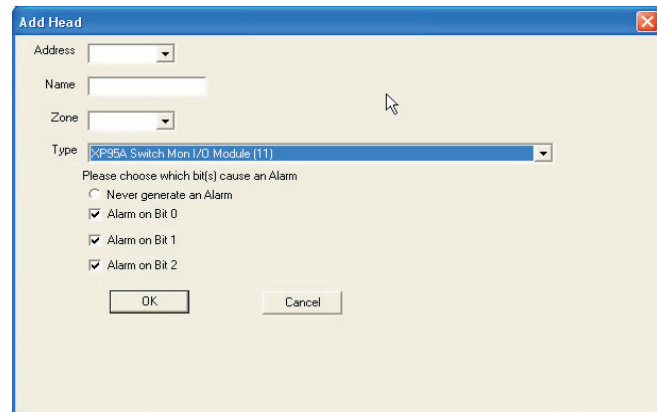 Add Head
Address
Name
Zone
Type XP95A Switch Mon I/O Module (11)
Please choose which bit(s) cause an Alarm
Never generate an Alarm
Alarm on Bit 0
Alarm on Bit 1
Alarm on Bit 2
OK Cancel